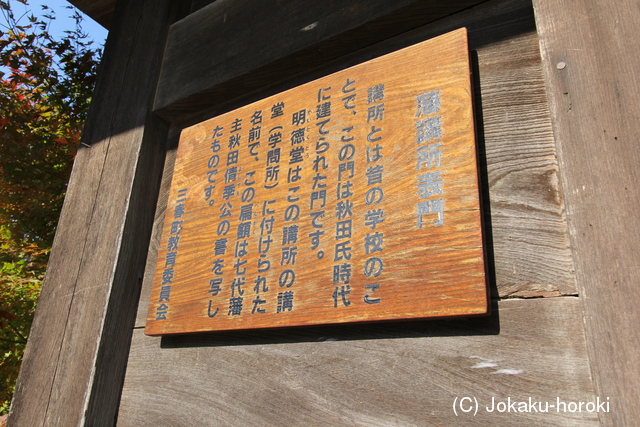 藩講所表門
講所とは昔の学校のこ
とで、この門は秋田氏時代
に建てられた門です。
明徳堂はこの講所の講
堂（学問所）に付けられた
名前で、この扁額は七代藩
主秋田倩季公の書を写し
たものです。
三春町教育委員会
(C) Jokaku-horoki